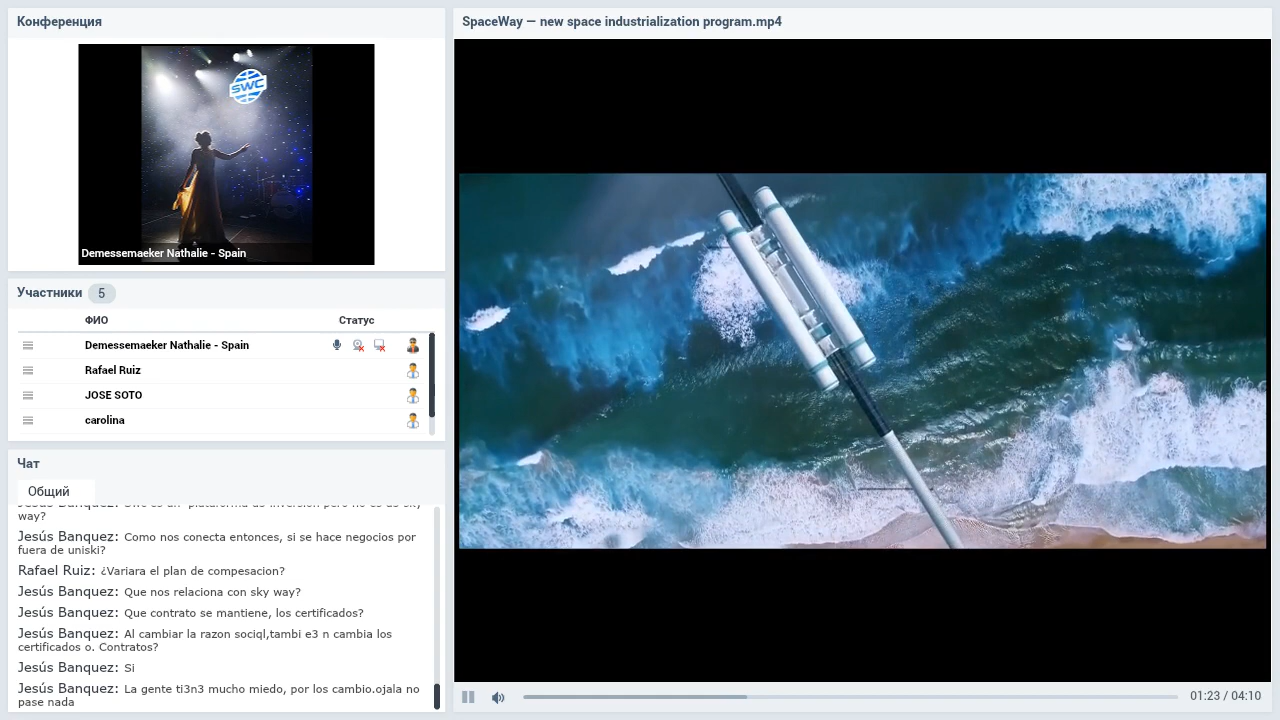 Конференция
SWC
Demessemaeker Nathalie - Spain
Участники 5
ФИО Статус
Demessemaeker Nathalie - Spain
Rafael Ruiz
JOSE SOTO
carolina
Чат
Общий
way?
Jesús Banquez: Como nos conecta entonces, si se hace negocios por
fuera de uniski?
Rafael Ruiz: ¿Variara el plan de compesacion?
Jesús Banquez: Que nos relaciona con sky way?
Jesús Banquez: Que contrato se mantiene, los certificados?
Jesús Banquez: Al cambiar la razon sociql,tambi e3 n cambia los
certificados o. Contratos?
Jesús Banquez: Si
Jesús Banquez: La gente ti3n3 mucho miedo, por los cambio.ojala no
pase nada
SpaceWay — new space industrialization program.mp4
01:23 / 04:10